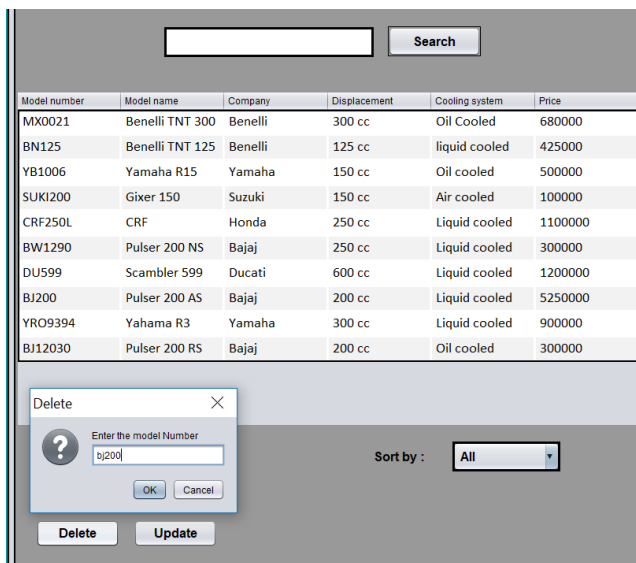 Search
Model number Model name Company Displacement Cooling system Price
MX0021 Benelli TNT 300 Benelli 300 cc Oil Cooled 680000
BN125 Benelli TNT 125 Benelli 125 cc liquid cooled 425000
YB1006 Yamaha R15 Yamaha 150 cc Oil cooled 500000
SUKI200 Gixer 150 Suzuki 150 cc Air cooled 100000
CRF250L CRF Honda 250 cc Liquid cooled 1100000
BW1290 Pulser 200 NS Bajaj 250 cc Liquid cooled 300000
DU599 Scambler 599 Ducati 600 cc Liquid cooled 1200000
BJ200 Pulser 200 AS Bajaj 200 cc Liquid cooled 5250000
YRO9394 Yahama R3 Yamaha 300 cc Liquid cooled 900000
BJ12030 Pulser 200 RS Bajaj 200 cc Oil cooled 300000
Delete
Enter the model Number
bj200
OK Cancel
Sort by : All
Delete Update